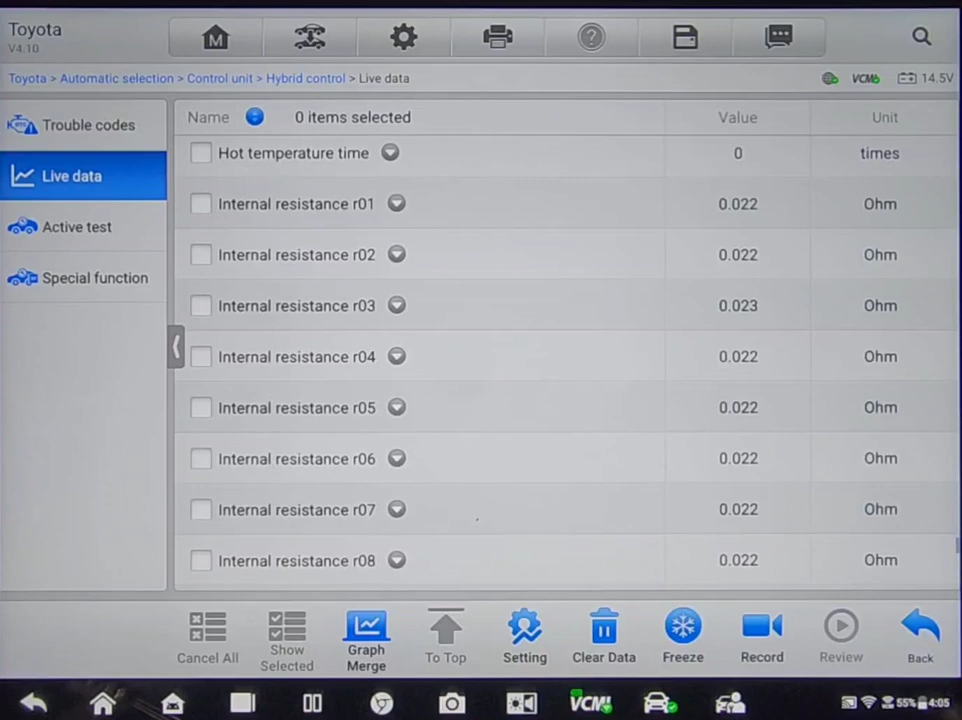 Toyota
V4.10
Toyota > Automatic selection > Control unit > Hybrid control > Live data
VCMI
14.5V
Trouble codes
Live data
Active test
Special function
Name 0 items selected Value Unit
Hot temperature time 0 times
Internal resistance r01 0.022 Ohm
Internal resistance r02 0.022 Ohm
Internal resistance r03 0.023 Ohm
Internal resistance r04 0.022 Ohm
Internal resistance r05 0.022 Ohm
Internal resistance r06 0.022 Ohm
Internal resistance r07 0.022 Ohm
Internal resistance r08 0.022 Ohm
Cancel All
Show Selected
Graph Merge
To Top
Setting
Clear Data
Freeze
Record
Review
Back
VCMI
55% 4:05